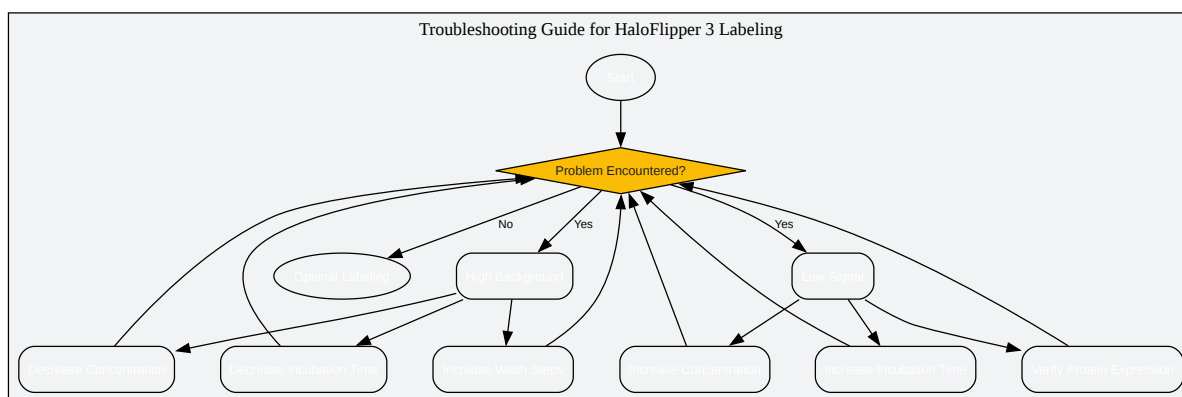 Troubleshooting Guide for HaloFlipper 3 Labeling
Start
Problem Encountered?
No
Yes
Yes
Optimal Labeling
High Background
Low Signal
Decrease Concentration
Decrease Incubation Time
Increase Wash Steps
Increase Concentration
Increase Incubation Time
Verify Protein Expression